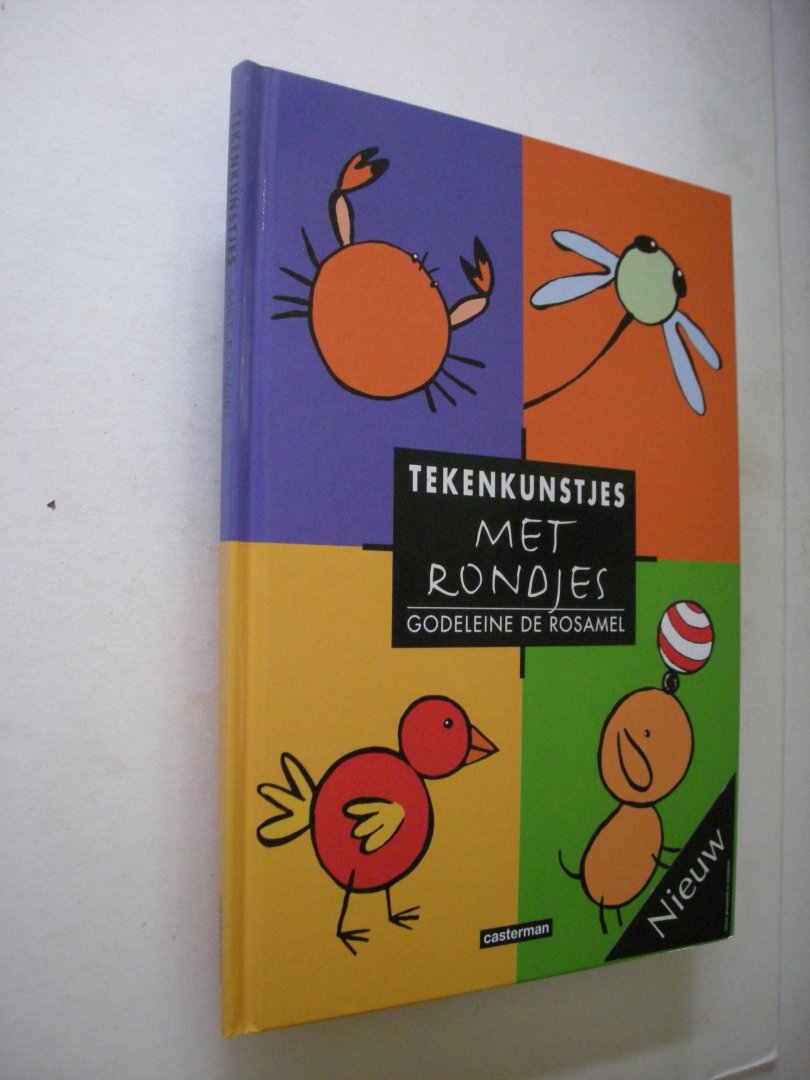 TEKENKUNSTJES
MET
RONDJES
GODELEINE DE ROSAMEL
casterman
Nieuw
TEKENKUNSTJES